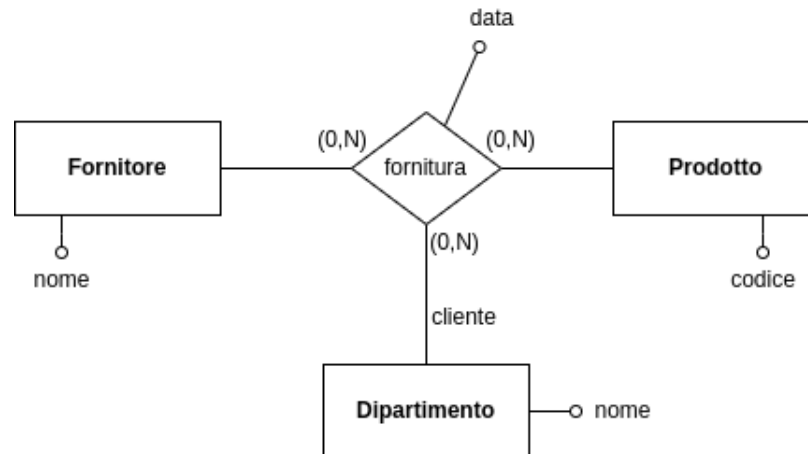 data
(0,N)
(0,N)
Fornitore
fornitura
Prodotto
(0,N)
nome
codice
cliente
Dipartimento
nome